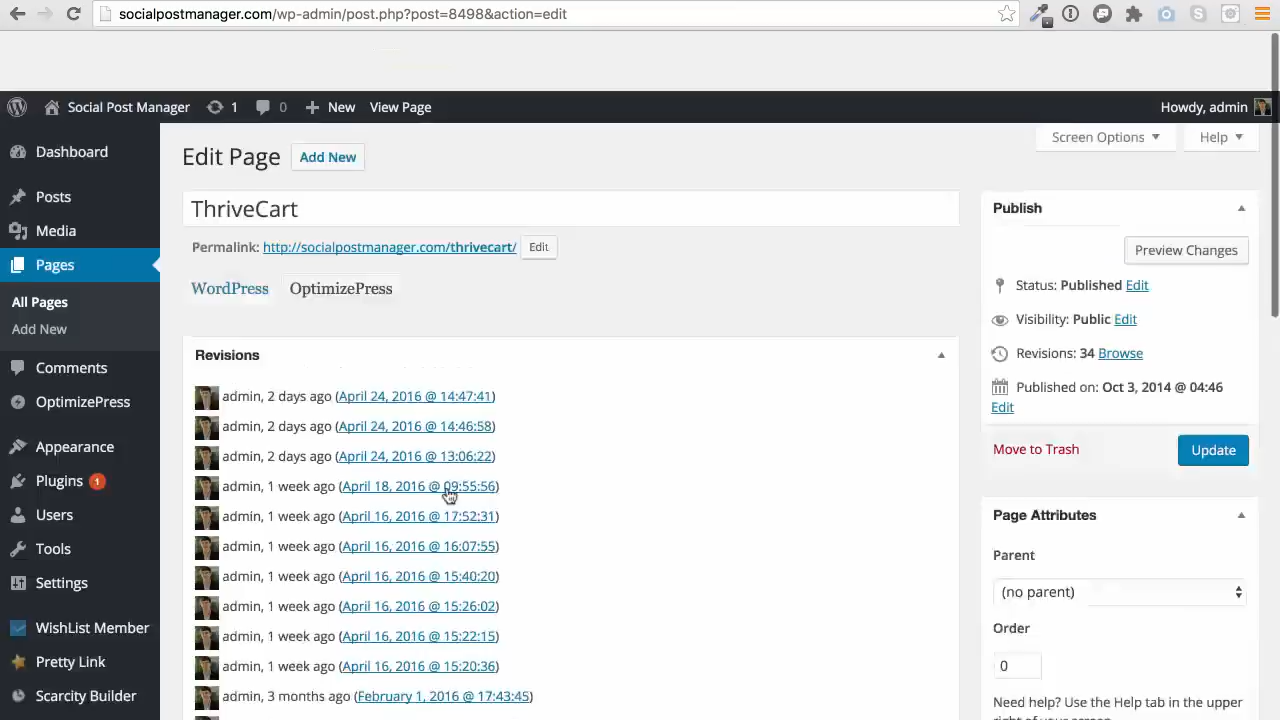 socialpostmanager.com/wp-admin/post.php?post=8498&action=edit
Social Post Manager 1 0 New View Page Howdy, admin
Dashboard
Posts
Media
Pages
All Pages
Add New
Comments
OptimizePress
Appearance
Plugins 1
Users
Tools
Settings
WishList Member
Pretty Link
Scarcity Builder
Screen Options Help
Edit Page Add New
ThriveCart
Permalink: http://socialpostmanager.com/thrivecart/ Edit
WordPress OptimizePress
Revisions
admin, 2 days ago (April 24, 2016 @ 14:47:41)
admin, 2 days ago (April 24, 2016 @ 14:46:58)
admin, 2 days ago (April 24, 2016 @ 13:06:22)
admin, 1 week ago (April 18, 2016 @ 09:55:56)
admin, 1 week ago (April 16, 2016 @ 17:52:31)
admin, 1 week ago (April 16, 2016 @ 16:07:55)
admin, 1 week ago (April 16, 2016 @ 15:40:20)
admin, 1 week ago (April 16, 2016 @ 15:26:02)
admin, 1 week ago (April 16, 2016 @ 15:22:15)
admin, 1 week ago (April 16, 2016 @ 15:20:36)
admin, 3 months ago (February 1, 2016 @ 17:43:45)
Publish
Preview Changes
Status: Published Edit
Visibility: Public Edit
Revisions: 34 Browse
Published on: Oct 3, 2014 @ 04:46
Edit
Move to Trash Update
Page Attributes
Parent
(no parent)
Order
0
Need help? Use the Help tab in the upper
right of your screen.